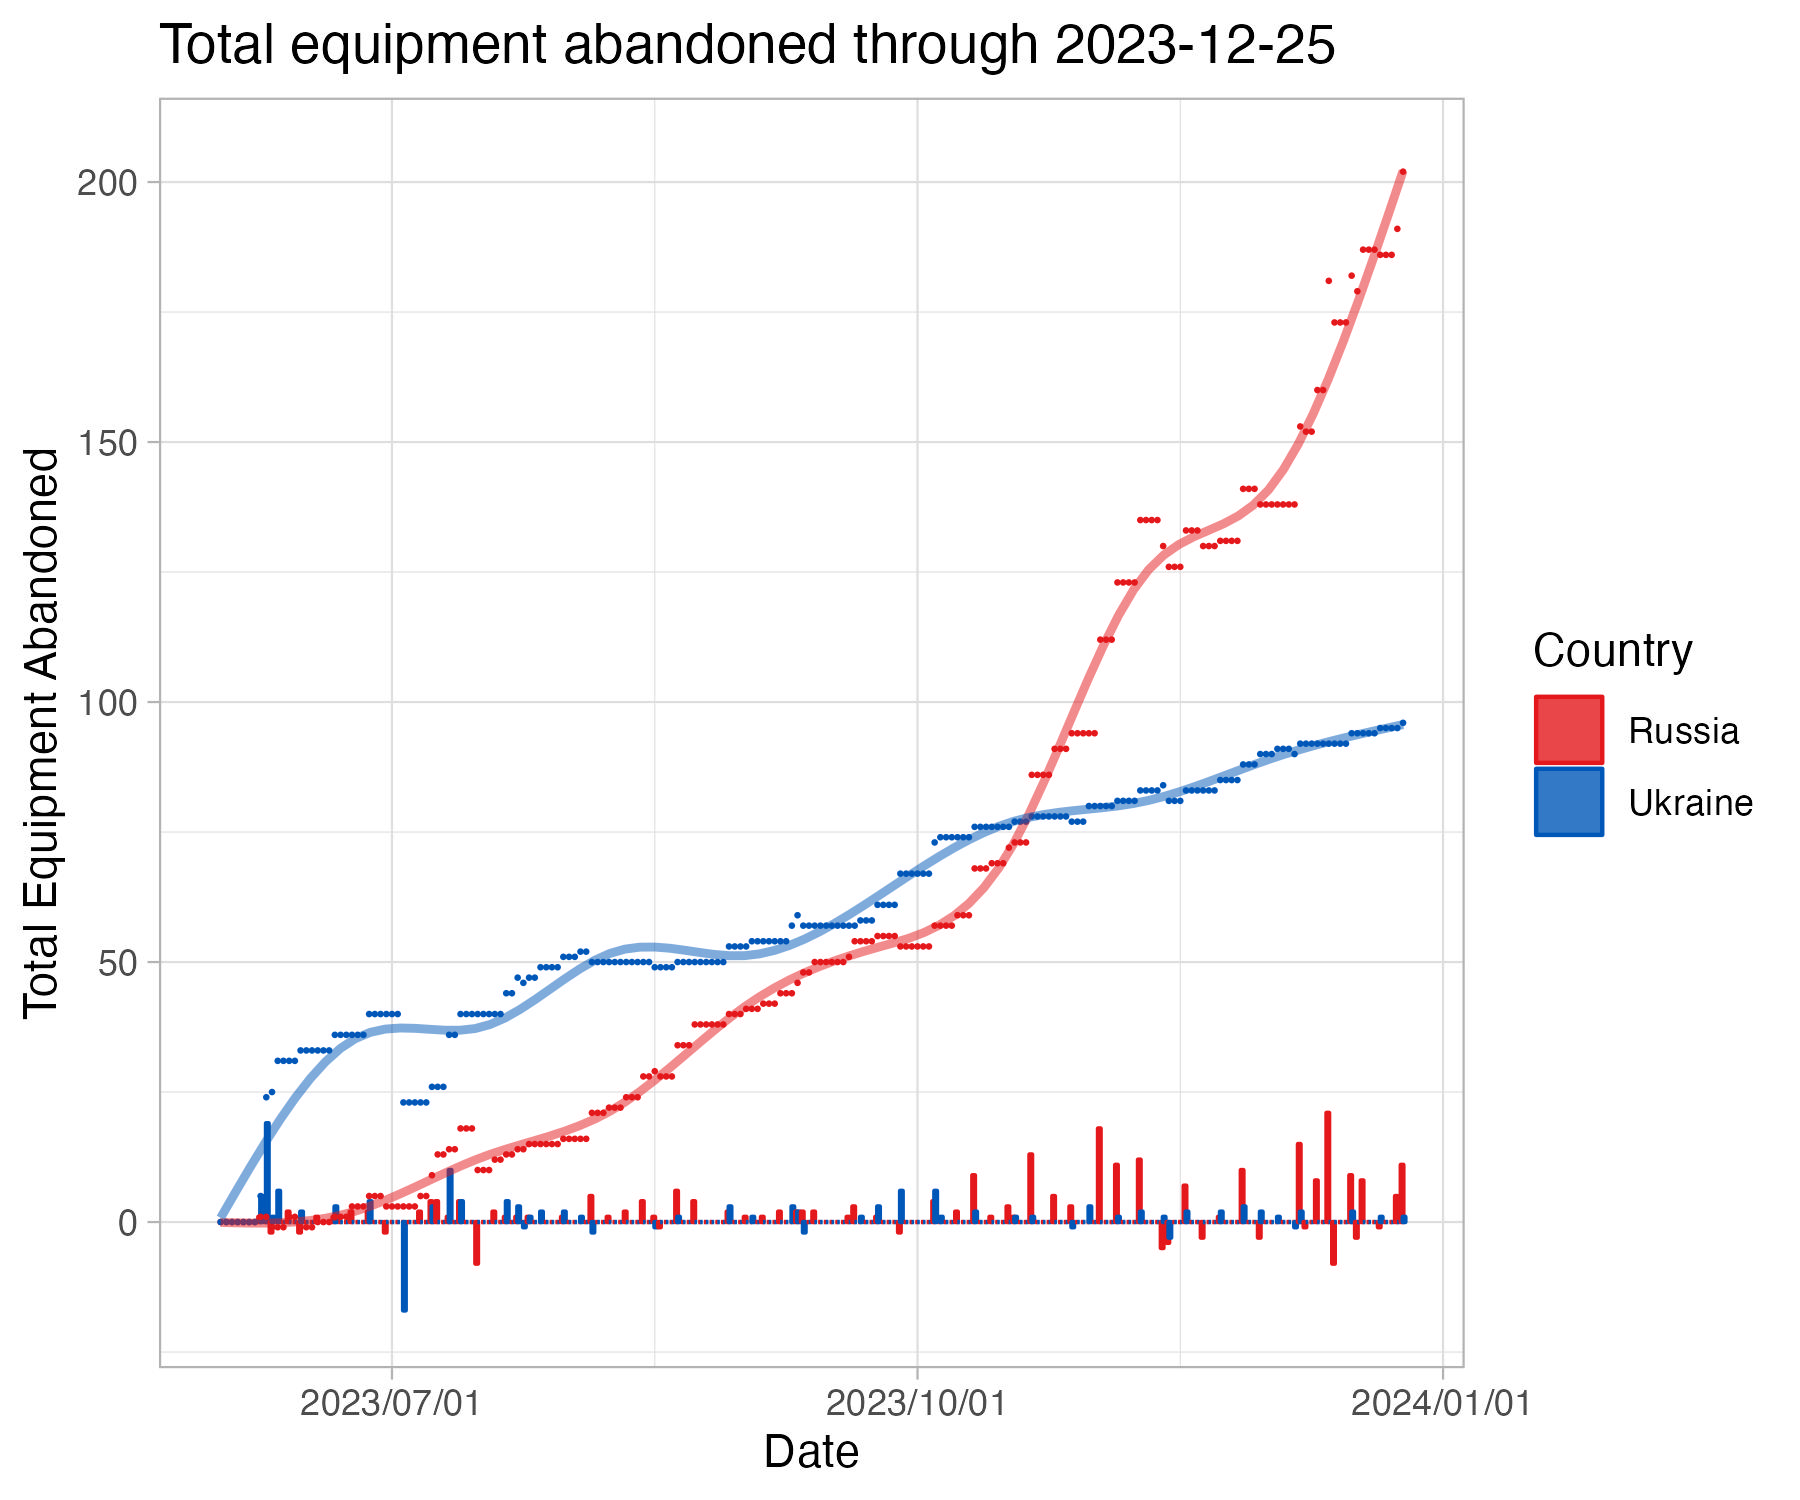 Total equipment abandoned through 2023-12-25
Total Equipment Abandoned
200
150
100
50
0
2023/07/01
2023/10/01
2024/01/01
Date
Country
Russia
Ukraine